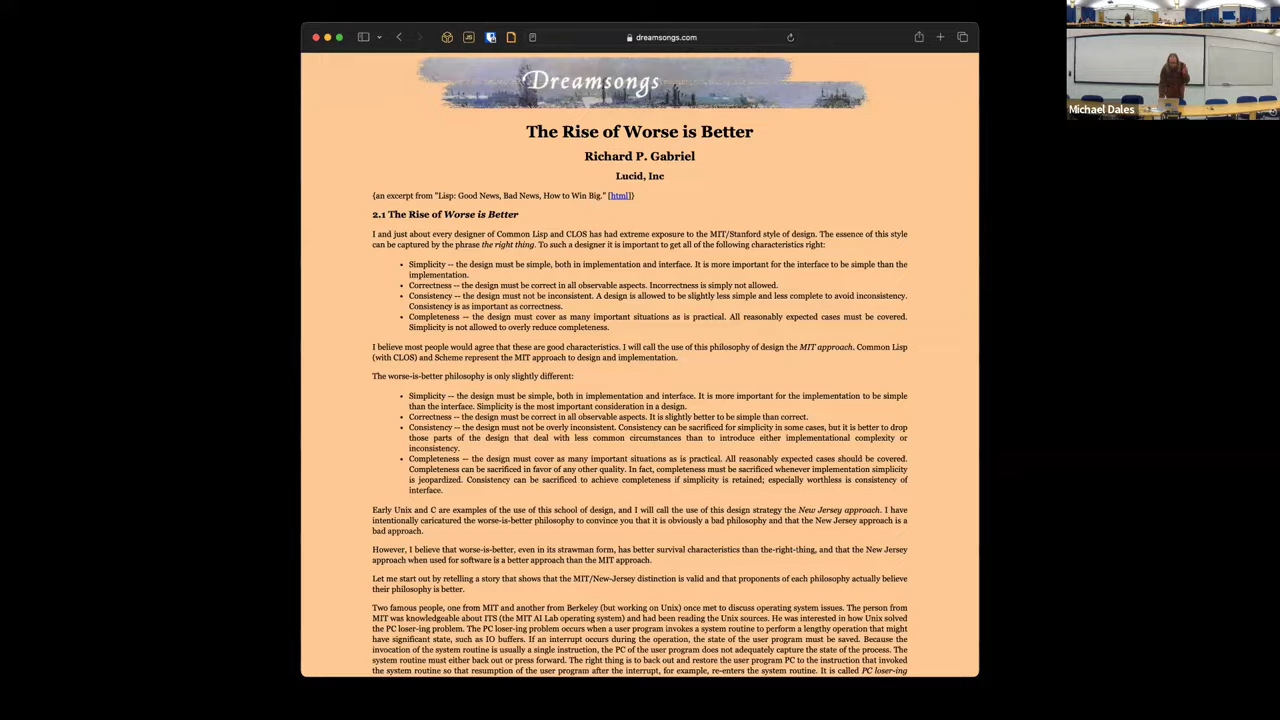 dreamsongs.com
Dreamsongs
The Rise of Worse is Better
Richard P. Gabriel
Lucid, Inc
{an excerpt from "Lisp: Good News, Bad News, How to Win Big." [html]}
2.1 The Rise of Worse is Better
I and just about every designer of Common Lisp and CLOS has had extreme exposure to the MIT/Stanford style of design. The essence of this style
can be captured by the phrase the right thing. To such a designer it is important to get all of the following characteristics right:
• Simplicity -- the design must be simple, both in implementation and interface. It is more important for the interface to be simple than the
implementation.
• Correctness -- the design must be correct in all observable aspects. Incorrectness is simply not allowed.
• Consistency -- the design must not be inconsistent. A design is allowed to be slightly less simple and less complete to avoid inconsistency.
Consistency is as important as correctness.
• Completeness -- the design must cover as many important situations as is practical. All reasonably expected cases must be covered.
Simplicity is not allowed to overly reduce completeness.
I believe most people would agree that these are good characteristics. I will call the use of this philosophy of design the MIT approach. Common Lisp
(with CLOS) and Scheme represent the MIT approach to design and implementation.
The worse-is-better philosophy is only slightly different:
• Simplicity -- the design must be simple, both in implementation and interface. It is more important for the implementation to be simple
than the interface. Simplicity is the most important consideration in a design.
• Correctness -- the design must be correct in all observable aspects. It is slightly better to be simple than correct.
• Consistency -- the design must not be overly inconsistent. Consistency can be sacrificed for simplicity in some cases, but it is better to drop
those parts of the design that deal with less common circumstances than to introduce either implementational complexity or
inconsistency.
• Completeness -- the design must cover as many important situations as is practical. All reasonably expected cases should be covered.
Completeness can be sacrificed in favor of any other quality. In fact, completeness must be sacrificed whenever implementation simplicity
is jeopardized. Consistency can be sacrificed to achieve completeness if simplicity is retained; especially worthless is consistency of
interface.
Early Unix and C are examples of the use of this school of design, and I will call the use of this design strategy the New Jersey approach. I have
intentionally caricatured the worse-is-better philosophy to convince you that it is obviously a bad philosophy and that the New Jersey approach is a
bad approach.
However, I believe that worse-is-better, even in its strawman form, has better survival characteristics than the-right-thing, and that the New Jersey
approach when used for software is a better approach than the MIT approach.
Let me start out by retelling a story that shows that the MIT/New-Jersey distinction is valid and that proponents of each philosophy actually believe
their philosophy is better.
Two famous people, one from MIT and another from Berkeley (but working on Unix) once met to discuss operating system issues. The person from
MIT was knowledgeable about ITS (the MIT AI Lab operating system) and had been reading the Unix sources. He was interested in how Unix solved
the PC loser-ing problem. The PC loser-ing problem occurs when a user program invokes a system routine to perform a lengthy operation that might
have significant state, such as IO buffers. If an interrupt occurs during the operation, the state of the user program must be saved. Because the
invocation of the system routine is usually a single instruction, the PC of the user program does not adequately capture the state of the process. The
system routine must either back out or press forward. The right thing is to back out and restore the user program PC to the instruction that invoked
the system routine so that resumption of the user program after the interrupt, for example, re-enters the system routine. It is called PC loser-ing
Michael Dales